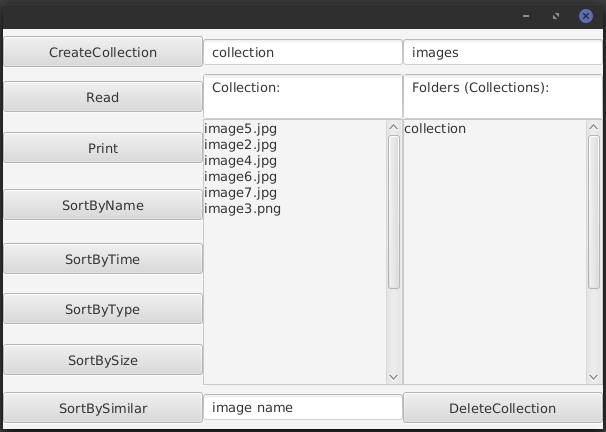 CreateCollection collection images
Read Collection: Folders (Collections):
Print
image5.jpg
image2.jpg
image4.jpg
image6.jpg
image7.jpg
image3.png
collection
SortByName
SortByTime
SortByType
SortBySize
SortBySimilar image name DeleteCollection